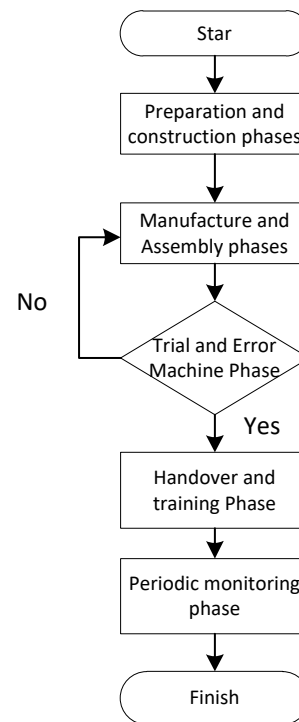 Star
Preparation and
construction phases
Manufacture and
Assembly phases
No
Trial and Error
Machine Phase
Yes
Handover and
training Phase
Periodic monitoring
phase
Finish